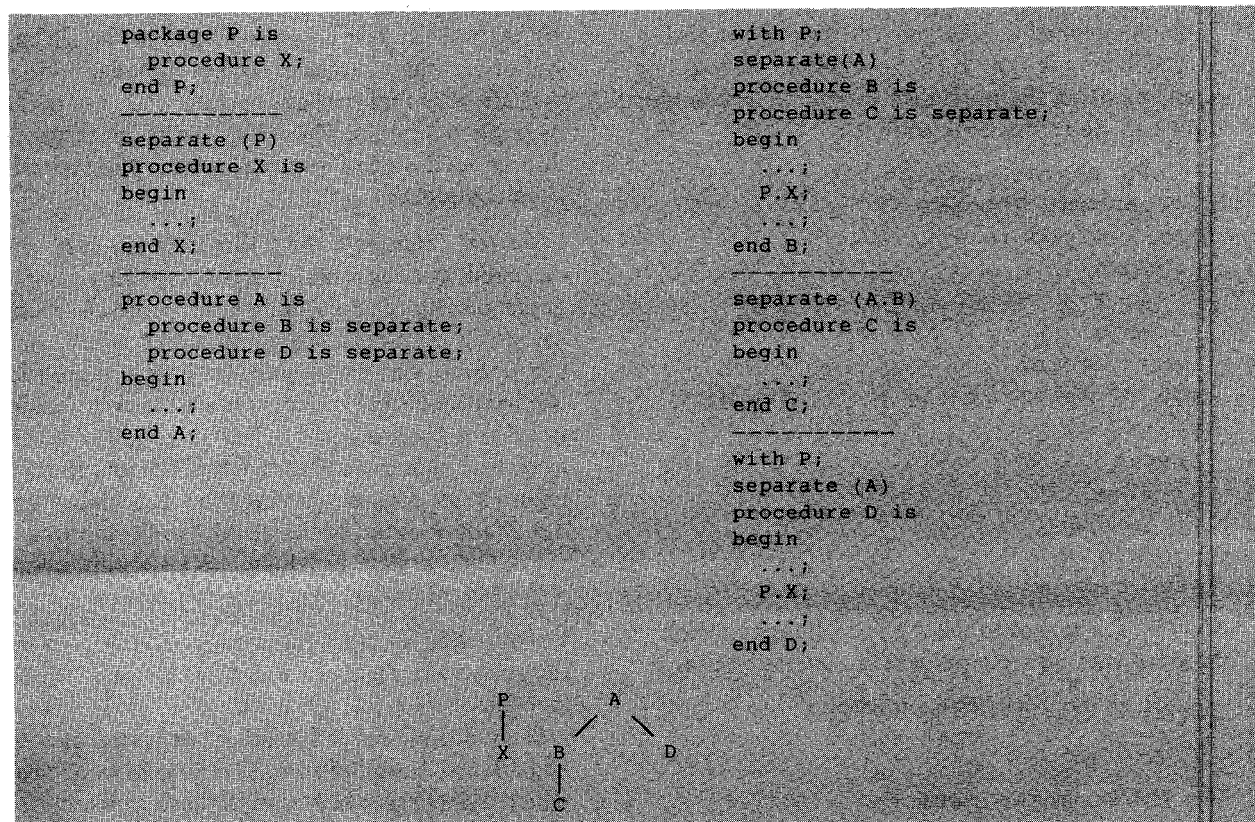 package P is
  procedure X;
end P;
----------
separate (P)
procedure X is
begin
  ...;
end X;
----------
procedure A is
  procedure B is separate;
  procedure D is separate;
begin
  ...;
end A;
with P;
separate(A)
procedure B is
procedure C is separate;
begin
  ...;
  P.X;
  ...;
end B;
----------
separate (A.B)
procedure C is
begin
  ...;
end C;
----------
with P;
separate (A)
procedure D is
begin
  ...;
  P.X;
  ...;
end D;
P A
X B D
C